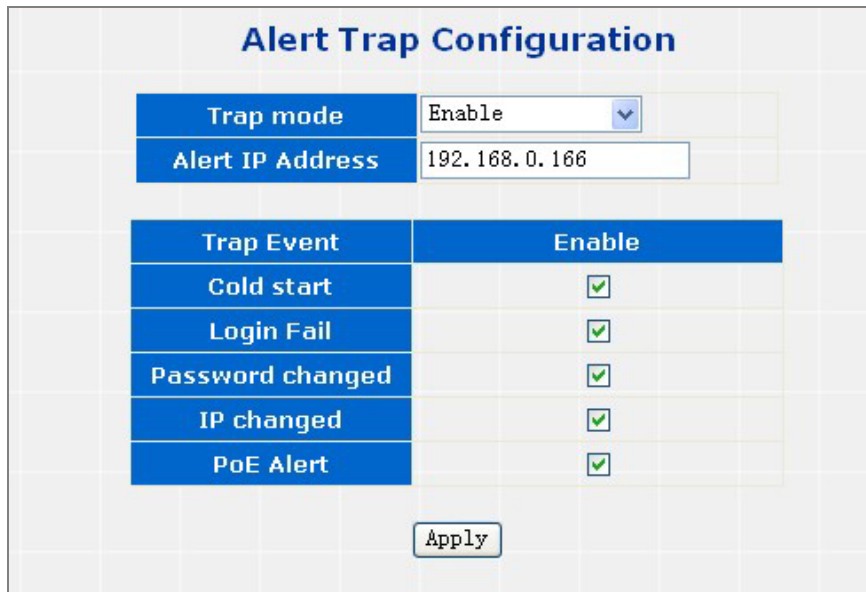 Alert Trap Configuration
Trap mode Enable
Alert IP Address 192.168.0.166
Trap Event Enable
Cold start
Login Fail
Password changed
IP changed
PoE Alert
Apply